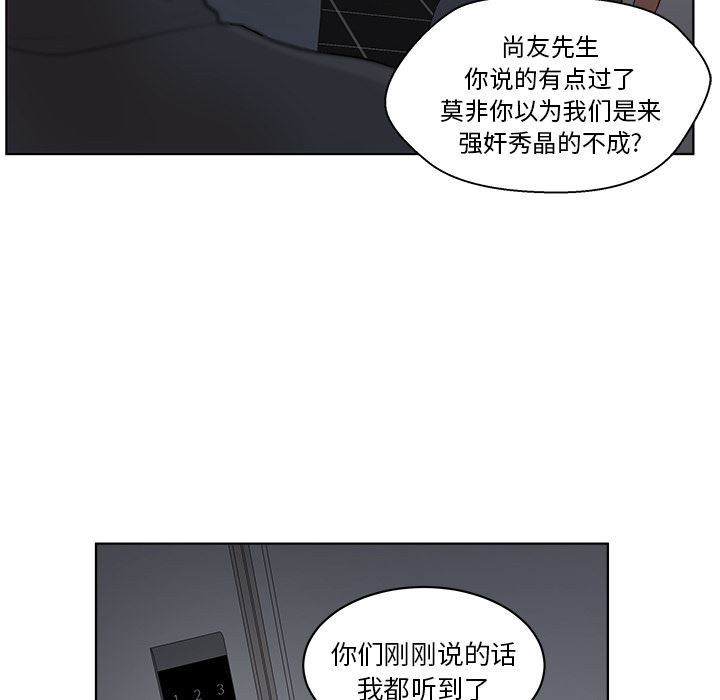 尚友先生
你说的有点过了
莫非你以为我们是来
强奸秀晶的不成?
你们刚刚说的话
我都听到了
1 2 3